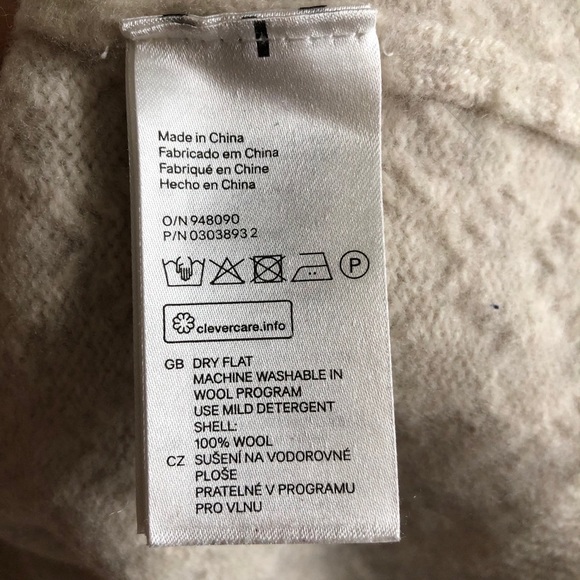 Made in China
Fabricado em China
Fabriqué en Chine
Hecho en China
O/N 948090
P/N 0303893 2
P
clevercare.info
GB DRY FLAT
MACHINE WASHABLE IN
WOOL PROGRAM
USE MILD DETERGENT
SHELL:
100% WOOL
CZ SUŠENÍ NA VODOROVNÉ
PLOŠE
PRATELNÉ V PROGRAMU
PRO VLNU